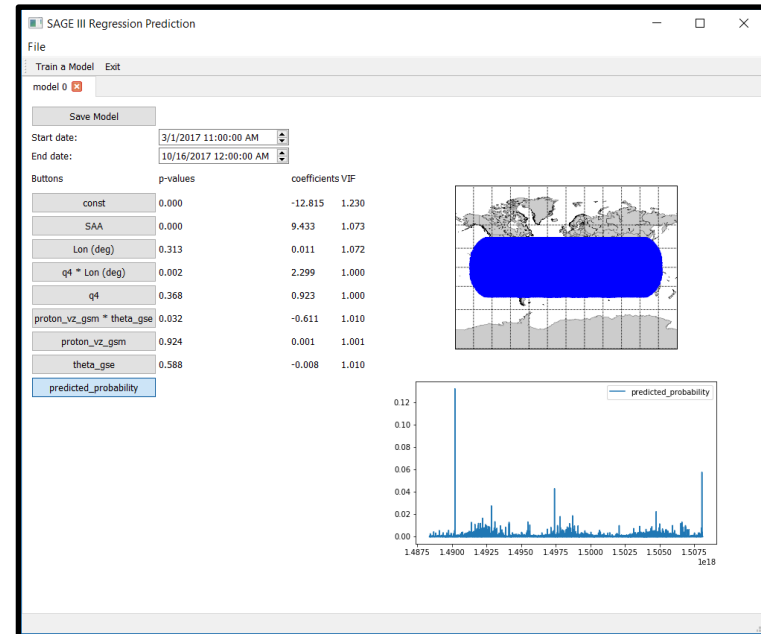 SAGE III Regression Prediction
File
Train a Model Exit
model 0
Save Model
Start date: 3/1/2017 11:00:00 AM
End date: 10/16/2017 12:00:00 AM
Buttons p-values coefficients VIF
const 0.000 -12.815 1.230
SAA 0.000 9.433 1.073
Lon (deg) 0.313 0.011 1.072
q4 * Lon (deg) 0.002 2.299 1.000
q4 0.368 0.923 1.000
proton_vz_gsm * theta_gse 0.032 -0.611 1.010
proton_vz_gsm 0.924 0.001 1.001
theta_gse 0.588 -0.008 1.010
predicted_probability
predicted_probability
0.12
0.10
0.08
0.06
0.04
0.02
0.00
1.4875 1.4900 1.4925 1.4950 1.4975 1.5000 1.5025 1.5050 1.5075
1e18